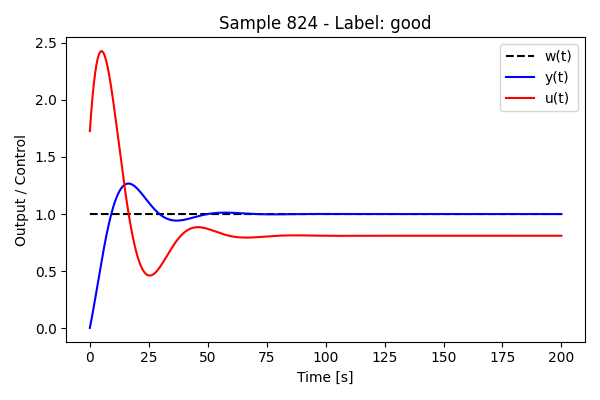 Sample 824 - Label: good
2.5
2.0
1.5
1.0
0.5
0.0
Output / Control
w(t)
y(t)
u(t)
0 25 50 75 100 125 150 175 200
Time [s]